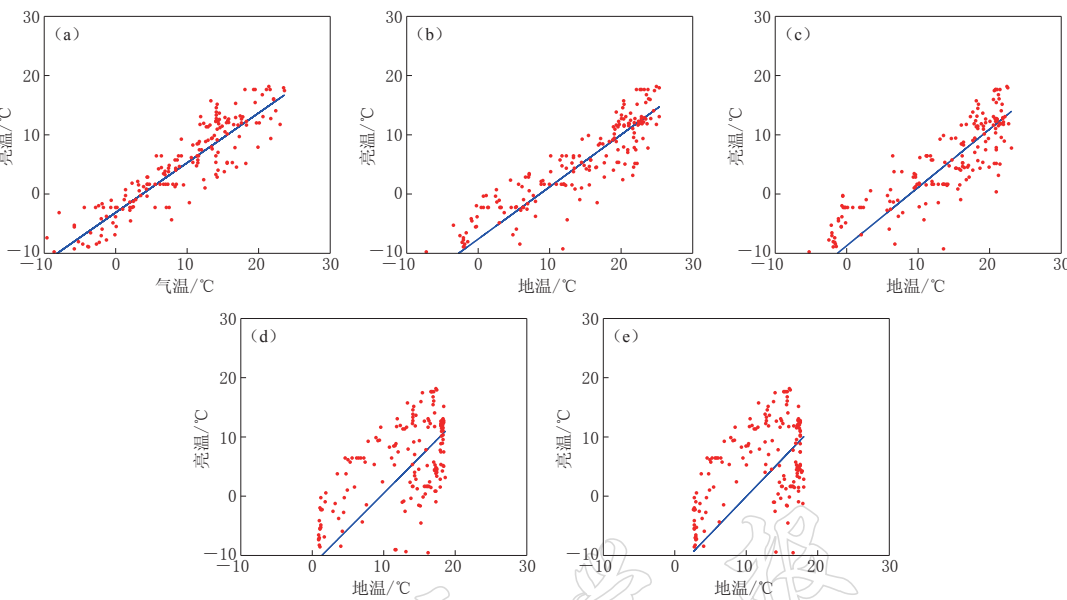 30 （a） 30 （b） 30 （c）
20 20 20
亮温/℃ 10 亮温/℃ 10 亮温/℃ 10
0 0 0
－10 －10 －10
－10 0 10 20 30 －10 0 10 20 30 －10 0 10 20 30
气温/℃ 地温/℃ 地温/℃
30 （d） 30 （e）
20 20
亮温/℃ 10 亮温/℃ 10
0 0
－10 －10
－10 0 10 20 30 －10 0 10 20 30
地温/℃ 地温/℃